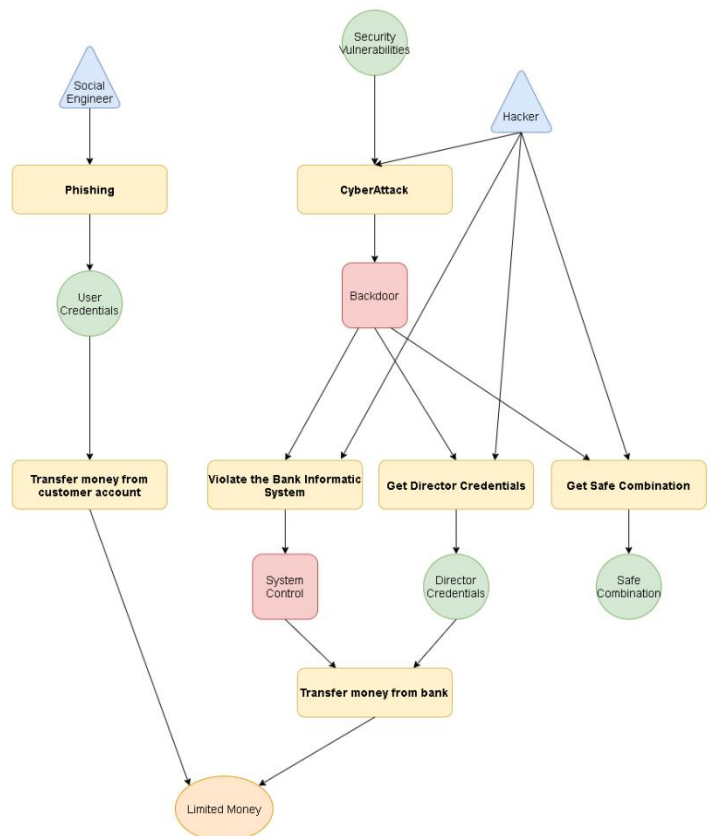 Security
Vulnerabilities
Social
Engineer
Hacker
Phishing
CyberAttack
User
Credentials
Backdoor
Transfer money from
customer account
Violate the Bank Informatic
System
Get Director Credentials
Get Safe Combination
System
Control
Director
Credentials
Safe
Combination
Transfer money from bank
Limited Money